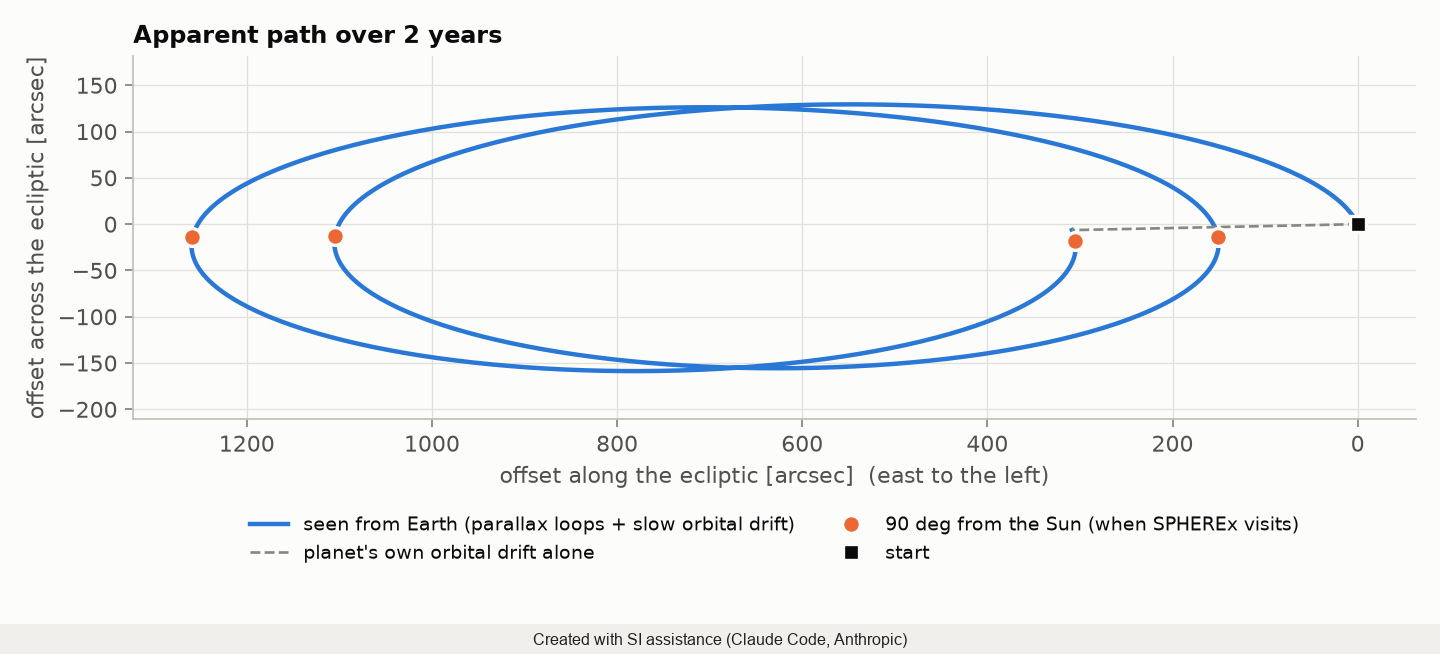 Apparent path over 2 years
offset across the ecliptic [arcsec]
150
100
50
0
−50
−100
−150
−200
1200
1000
800
600
400
200
0
offset along the ecliptic [arcsec]  (east to the left)
seen from Earth (parallax loops + slow orbital drift)
90 deg from the Sun (when SPHEREx visits)
planet's own orbital drift alone
start
Created with SI assistance (Claude Code, Anthropic)